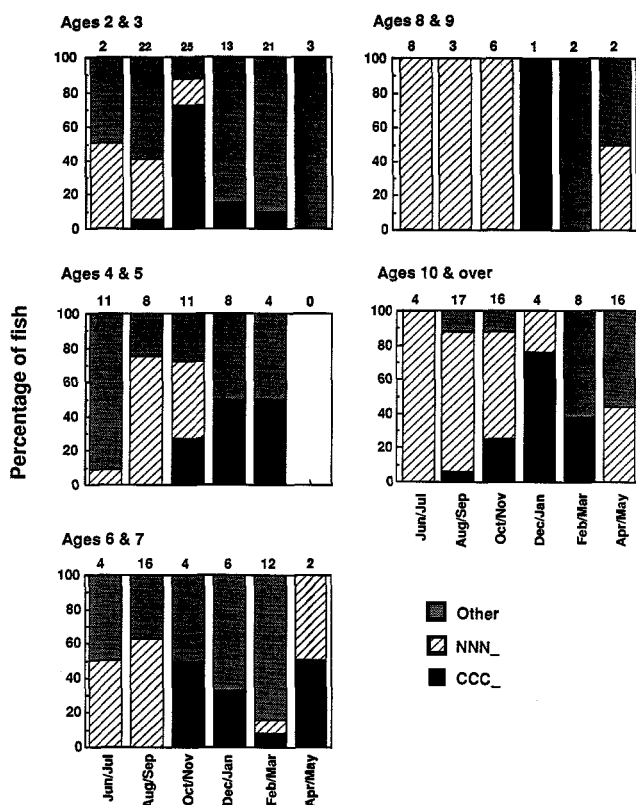 Ages 2 & 3
2 22 25 13 21 3
100
80
60
40
20
0
Ages 8 & 9
8 3 6 1 2 2
100
80
60
40
20
0
Ages 4 & 5
11 8 11 8 4 0
100
80
60
40
20
0
Ages 10 & over
4 17 16 4 8 16
100
80
60
40
20
0
Jun/Jul
Aug/Sep
Oct/Nov
Dec/Jan
Feb/Mar
Apr/May
Percentage of fish
Ages 6 & 7
4 16 4 6 12 2
100
80
60
40
20
0
Jun/Jul
Aug/Sep
Oct/Nov
Dec/Jan
Feb/Mar
Apr/May
Other
NNN_
CCC_